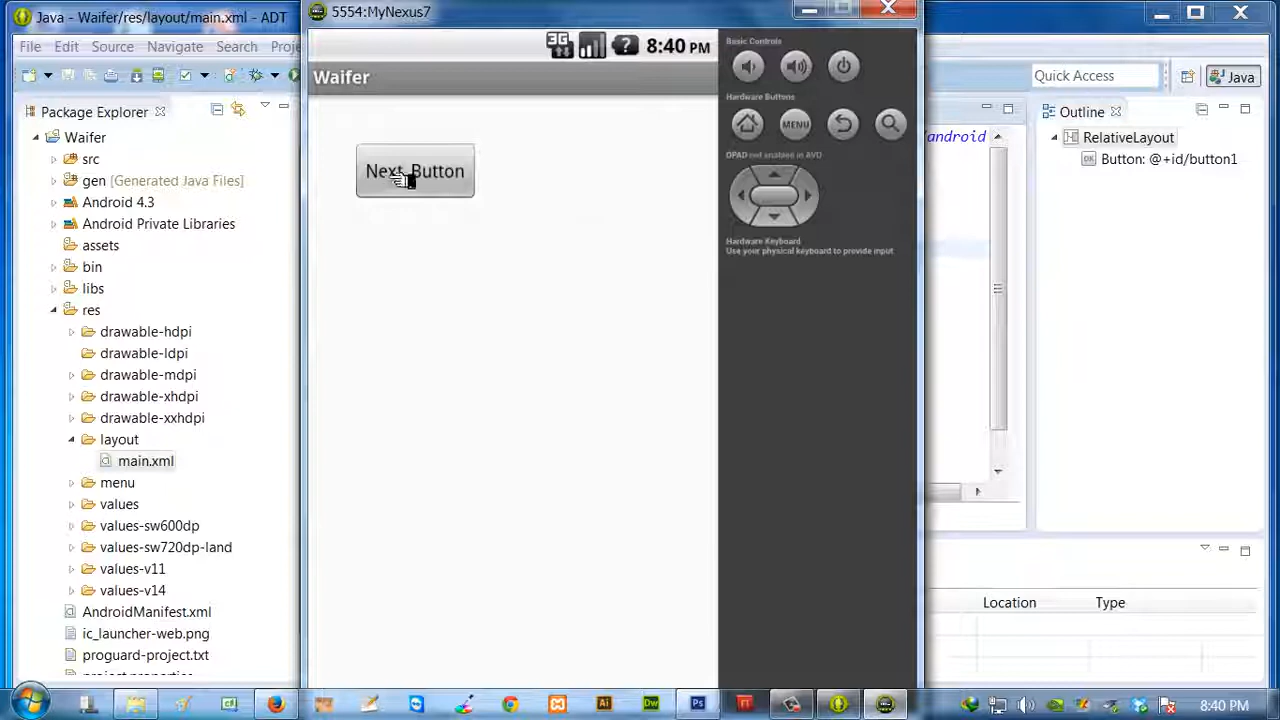 Java - Waifer/res/layout/main.xml - ADT
5554:MyNexus7
File Edit Source Navigate Search Proje
Quick Access
Java
Package Explorer
Waifer
src
gen [Generated Java Files]
Android 4.3
Android Private Libraries
assets
bin
libs
res
drawable-hdpi
drawable-ldpi
drawable-mdpi
drawable-xhdpi
drawable-xxhdpi
layout
main.xml
menu
values
values-sw600dp
values-sw720dp-land
values-v11
values-v14
AndroidManifest.xml
ic_launcher-web.png
proguard-project.txt
3G
8:40 PM
Waifer
Next Button
Basic Controls
Hardware Buttons
MENU
DPAD not enabled in AVD
Hardware Keyboard
Use your physical keyboard to provide input
/android
Outline
RelativeLayout
Button: @+id/button1
Location Type
Ai
Dw
Ps
8:40 PM